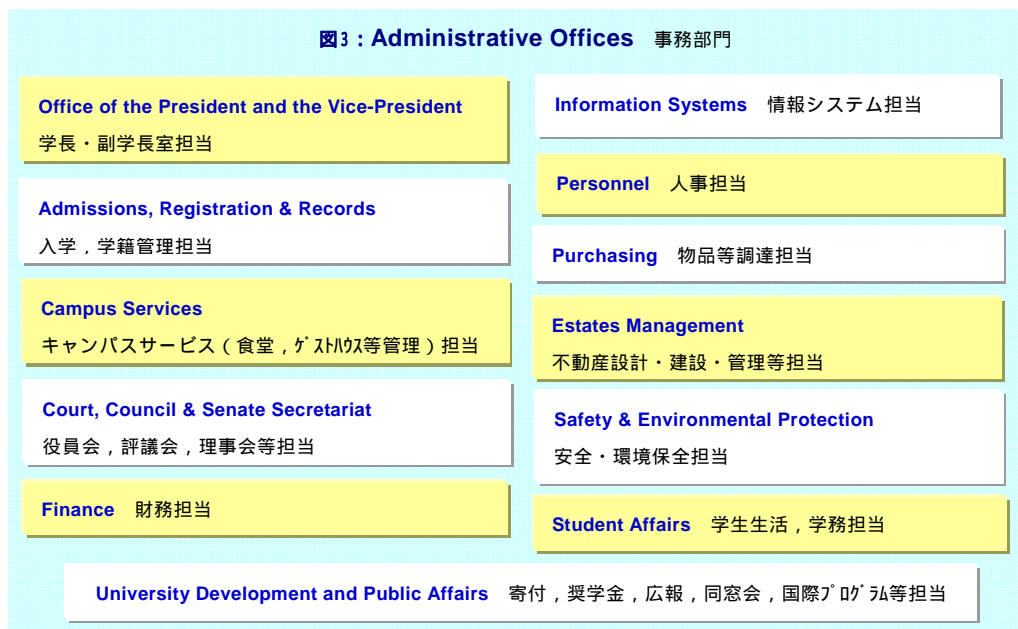 図3：Administrative Offices 事務部門
Office of the President and the Vice-President
学長・副学長室担当
Admissions, Registration & Records
入学，学籍管理担当
Campus Services
キャンパスサービス（食堂，ｹﾞｽﾄﾊｳｽ等管理）担当
Court, Council & Senate Secretariat
役員会，評議会，理事会等担当
Finance 財務担当
Information Systems 情報システム担当
Personnel 人事担当
Purchasing 物品等調達担当
Estates Management
不動産設計・建設・管理等担当
Safety & Environmental Protection
安全・環境保全担当
Student Affairs 学生生活，学務担当
University Development and Public Affairs 寄付，奨学金，広報，同窓会，国際ﾌﾟﾛｸﾞﾗﾑ等担当